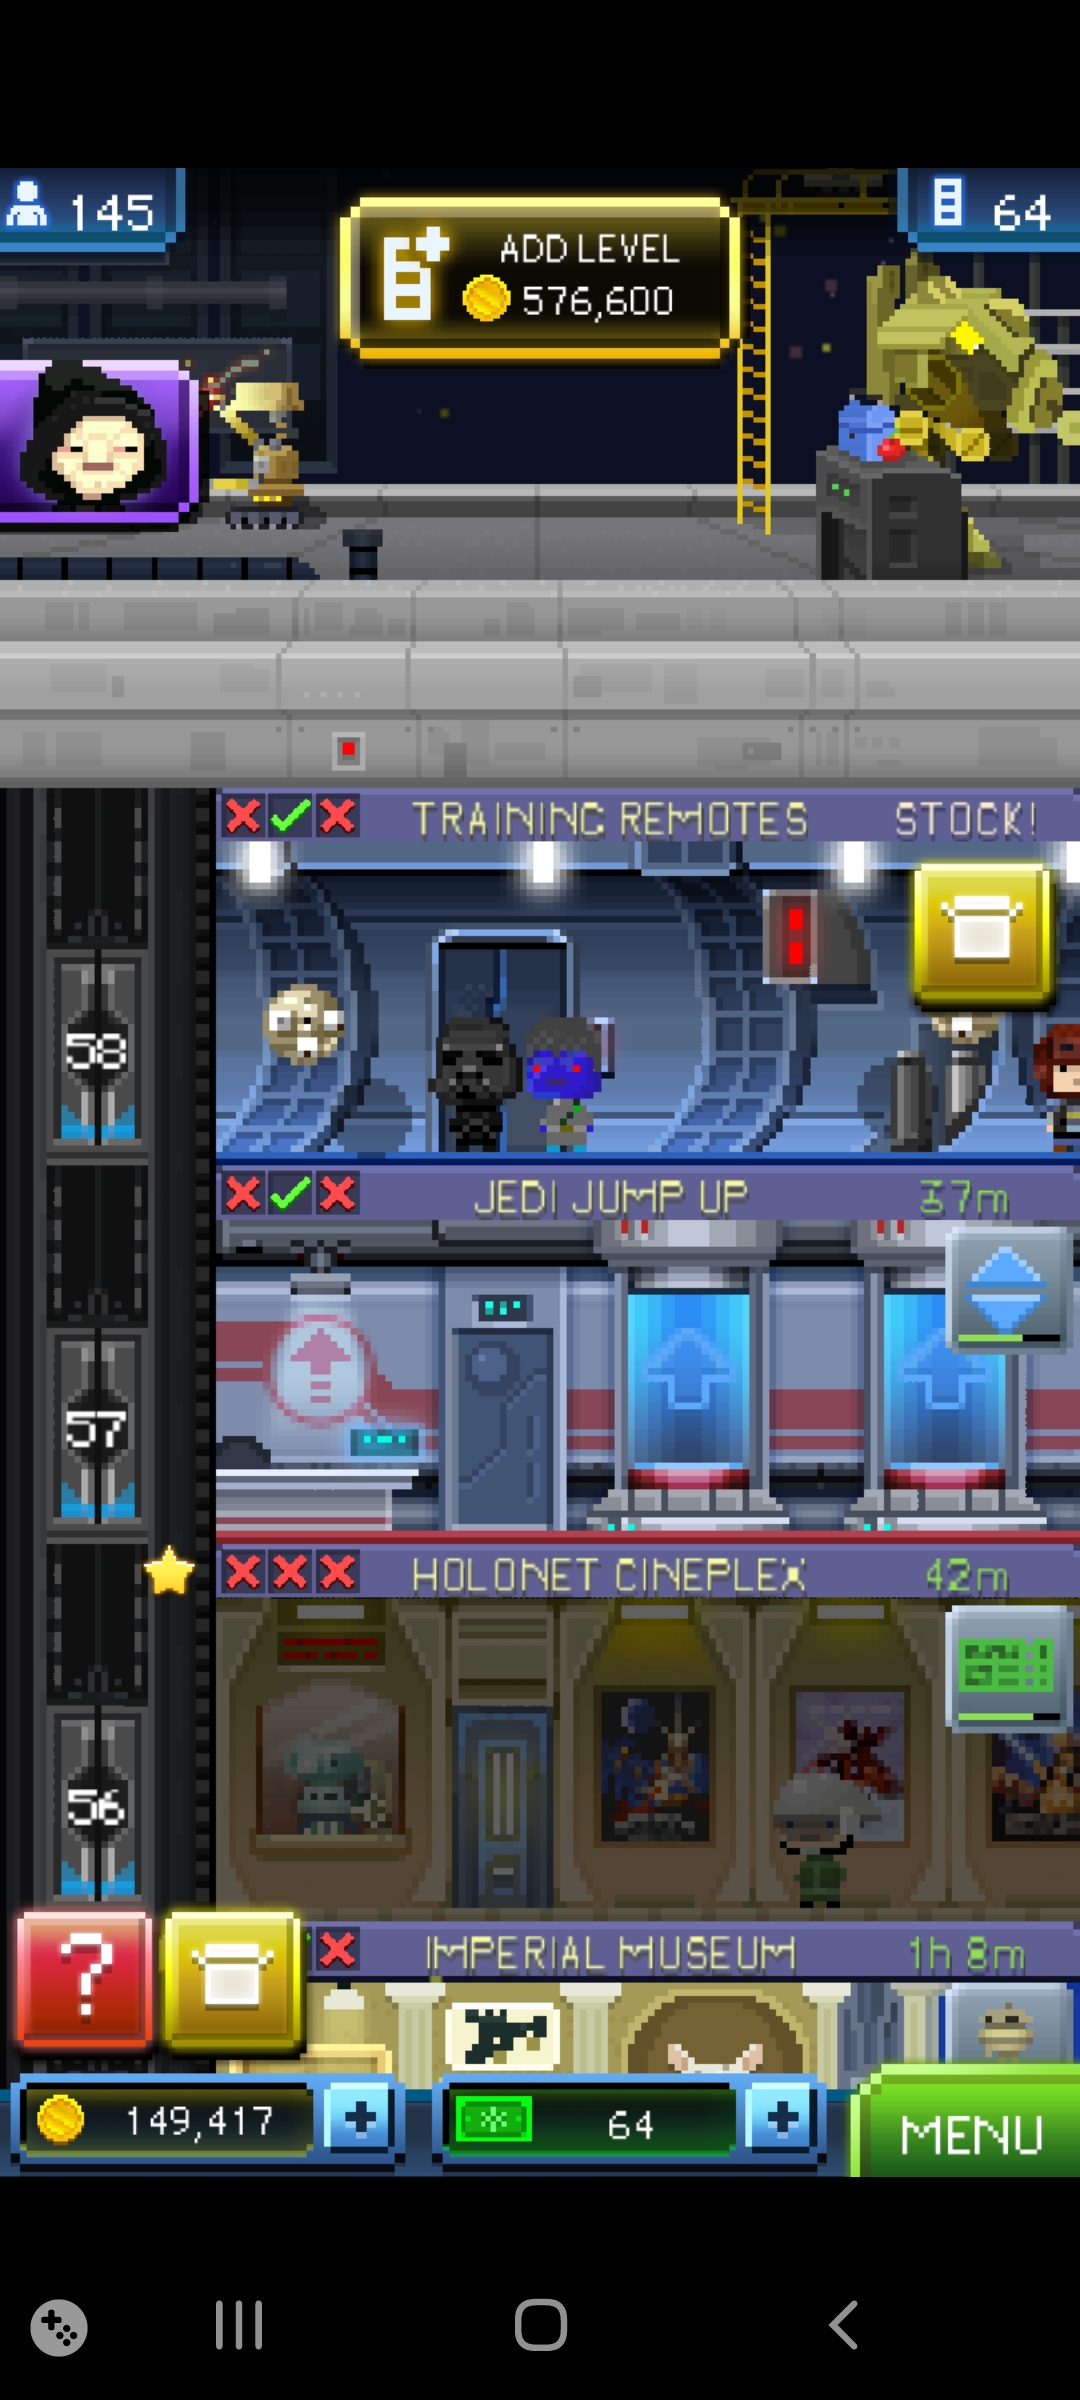 145
ADD LEVEL
576,600
64
TRAINING REMOTES STOCK!
58
JEDI JUMP UP 37m
57
HOLONET CINEPLEX 42m
56
?
IMPERIAL MUSEUM 1h 8m
149,417 + 64 + MENU